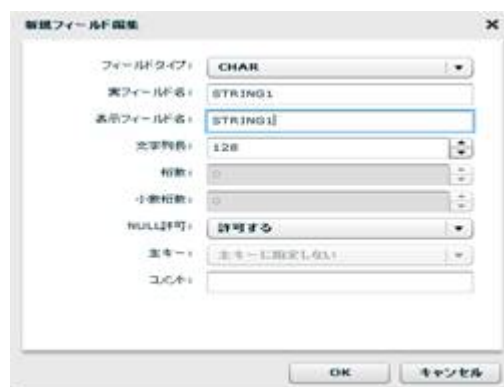 新規フィールド編集
フィールドタイプ: CHAR
実フィールド名: STRING1
表示フィールド名: STRING1
文字列長: 128
桁数: 0
小数桁数: 0
NULL許可: 許可する
主キー: 主キーに指定しない
コメント:
OK キャンセル